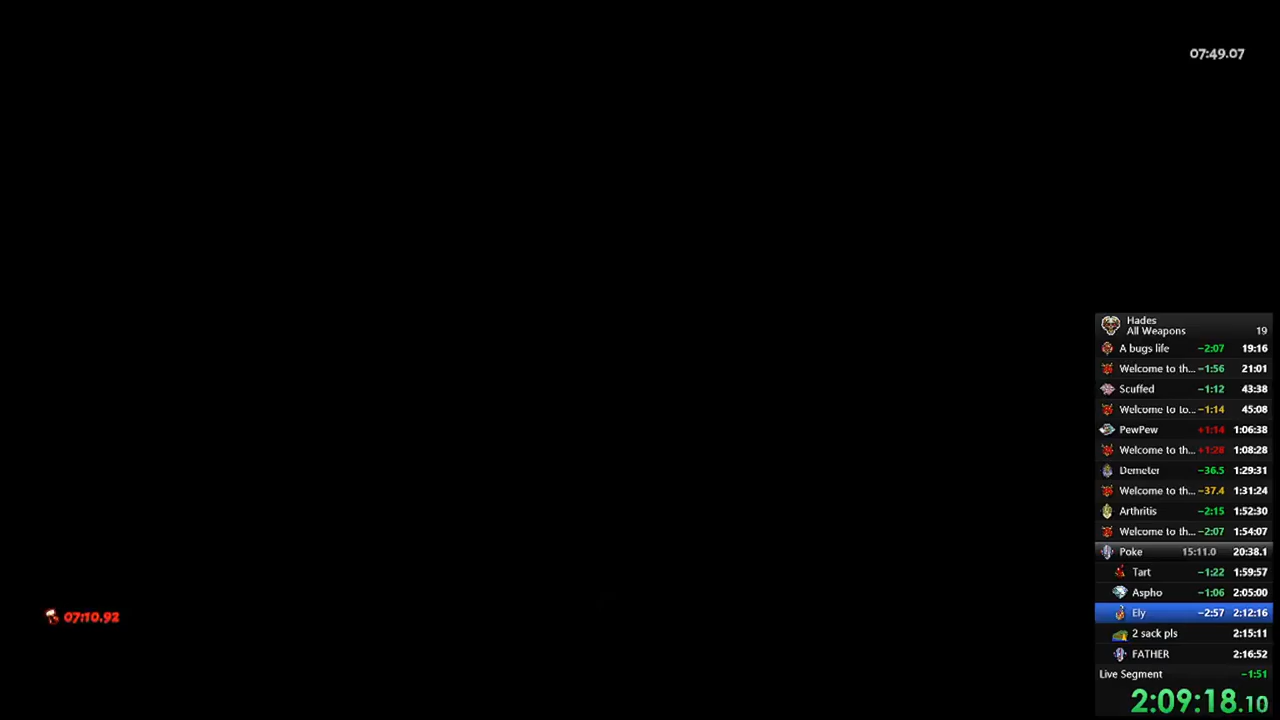 07:49.07
Hades
All Weapons 19
A bugs life -2:07 19:16
Welcome to th... -1:56 21:01
Scuffed -1:12 43:38
Welcome to to... -1:14 45:08
PewPew +1:14 1:06:38
Welcome to th... +1:20 1:08:28
Demeter -36.5 1:29:31
Welcome to th... -37.4 1:31:24
Arthritis -2:15 1:52:30
Welcome to th... -2:07 1:54:07
Poke 15:11.0 20:38.1
Tart -1:22 1:59:57
Aspho -1:06 2:05:00
Ely -2:57 2:12:16
07:10.92
2 sack pls 2:15:11
FATHER 2:16:52
Live Segment -1:51
2:09:18.10